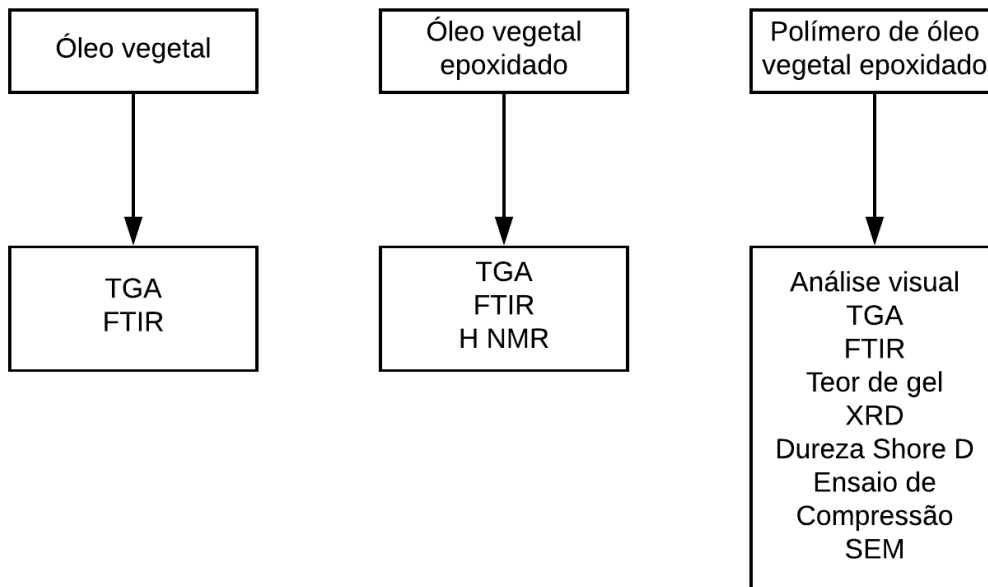 Óleo vegetal
Óleo vegetal
epoxidado
Polímero de óleo
vegetal epoxidado
TGA
FTIR
TGA
FTIR
H NMR
Análise visual
TGA
FTIR
Teor de gel
XRD
Dureza Shore D
Ensaio de
Compressão
SEM